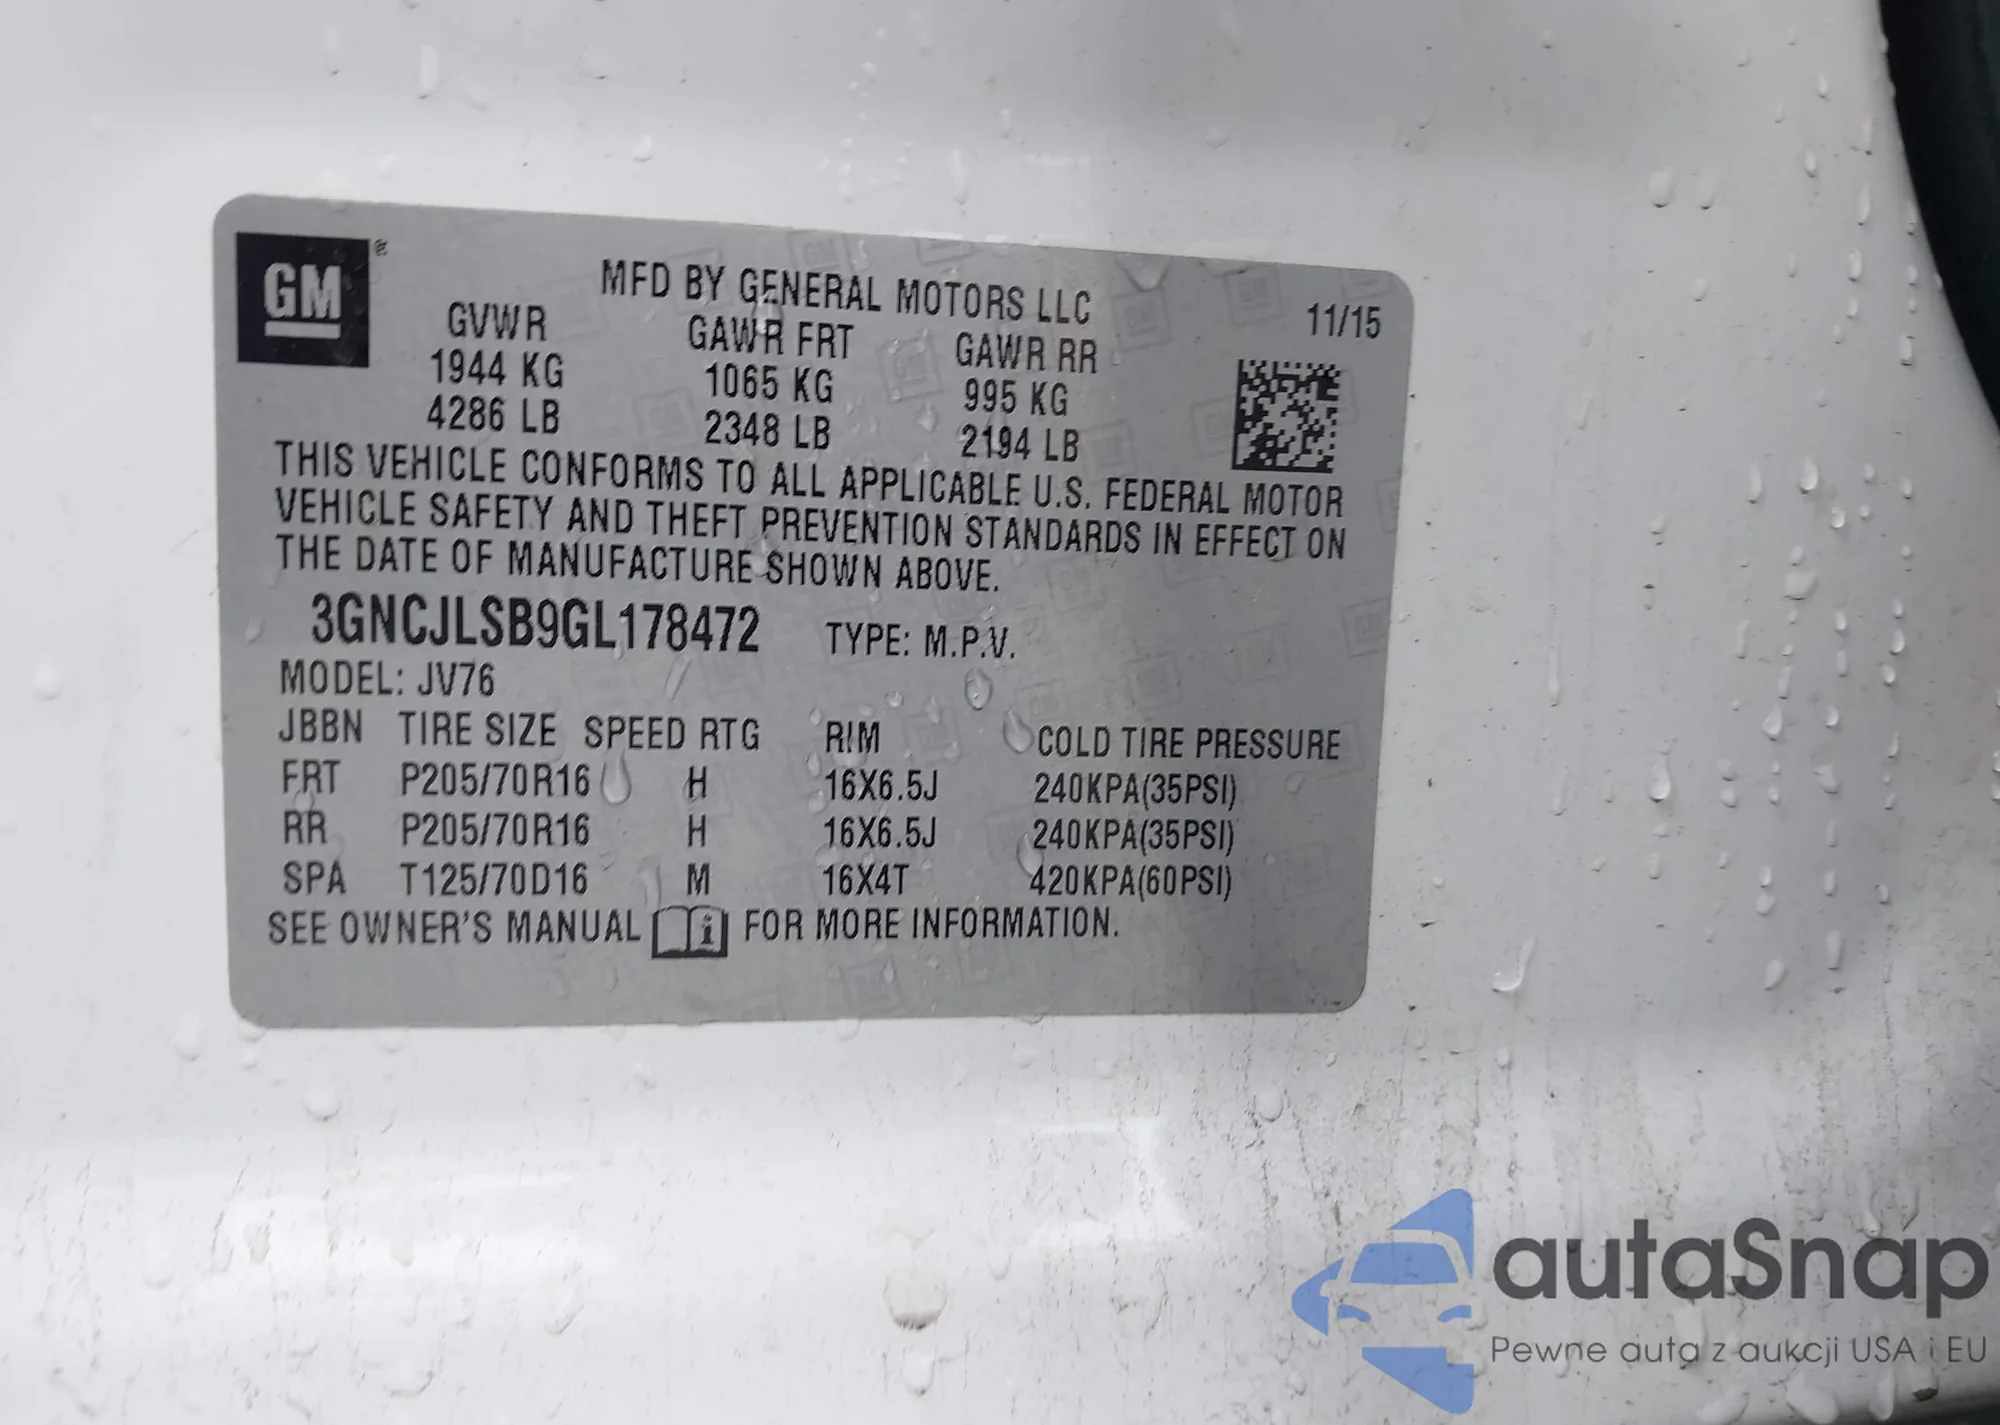 GM
MFD BY GENERAL MOTORS LLC
11/15
GVWR GAWR FRT GAWR RR
1944 KG 1065 KG 995 KG
4286 LB 2348 LB 2194 LB
THIS VEHICLE CONFORMS TO ALL APPLICABLE U.S. FEDERAL MOTOR
VEHICLE SAFETY AND THEFT PREVENTION STANDARDS IN EFFECT ON
THE DATE OF MANUFACTURE SHOWN ABOVE.
3GNCJLSB9GL178472 TYPE: M.P.V.
MODEL: JV76
JBBN TIRE SIZE SPEED RTG RIM COLD TIRE PRESSURE
FRT P205/70R16 H 16X6.5J 240KPA(35PSI)
RR P205/70R16 H 16X6.5J 240KPA(35PSI)
SPA T125/70D16 M 16X4T 420KPA(60PSI)
SEE OWNER'S MANUAL i FOR MORE INFORMATION.
autaSnap
Pewne auta z aukcji USA i EU